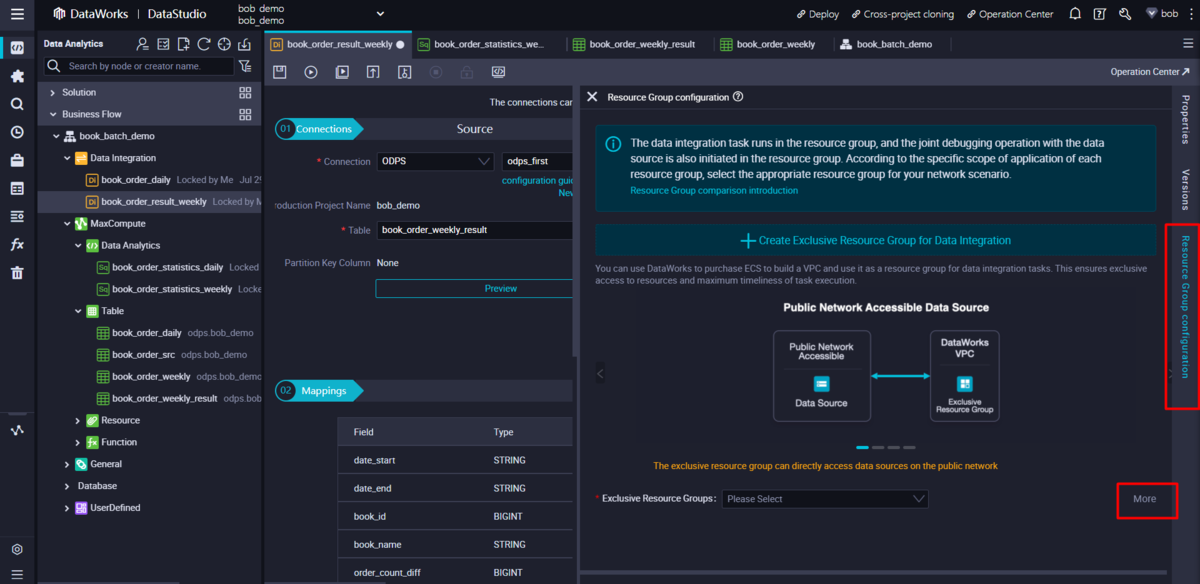 DataWorks | DataStudio
bob_demo
bob_demo
Deploy
Cross-project cloning
Operation Center
bob
Data Analytics
Search by node or creator name.
Solution
Business Flow
book_batch_demo
Data Integration
Di book_order_daily Locked by Me Jul 29
Di book_order_result_weekly Locked by M
MaxCompute
Data Analytics
Sq book_order_statistics_daily Locked
Sq book_order_statistics_weekly Locke
Table
book_order_daily odps.bob_demo
book_order_src odps.bob_demo
book_order_weekly odps.bob_demo
book_order_weekly_result odps.bob
Resource
fx Function
General
Database
UserDefined
Di book_order_result_weekly
Sq book_order_statistics_we...
book_order_weekly_result
book_order_weekly
book_batch_demo
Operation Center
The connections can
01 Connections
Source
* Connection ODPS odps_first
configuration guid
New
roduction Project Name bob_demo
* Table book_order_weekly_result
Partition Key Column None
Preview
02 Mappings
Field Type
date_start STRING
date_end STRING
book_id BIGINT
book_name STRING
order_count_diff BIGINT
Resource Group configuration
The data integration task runs in the resource group, and the joint debugging operation with the data
source is also initiated in the resource group. According to the specific scope of application of each
resource group, select the appropriate resource group for your network scenario.
Resource Group comparison introduction
Create Exclusive Resource Group for Data Integration
You can use DataWorks to purchase ECS to build a VPC and use it as a resource group for data integration tasks. This ensures exclusive
access to resources and maximum timeliness of task execution.
Public Network Accessible Data Source
Public Network
Accessible
Data Source
DataWorks
VPC
Exclusive
Resource Group
The exclusive resource group can directly access data sources on the public network
* Exclusive Resource Groups : Please Select
More
Properties
Versions
Resource Group configuration